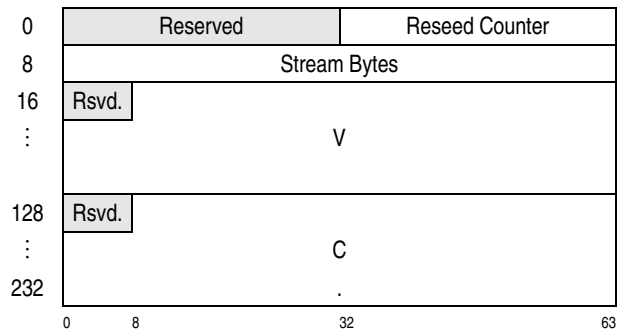 0 Reserved Reseed Counter
8 Stream Bytes
16 Rsvd.
⋮ V
128 Rsvd.
⋮ C
232 .
0 8 32 63